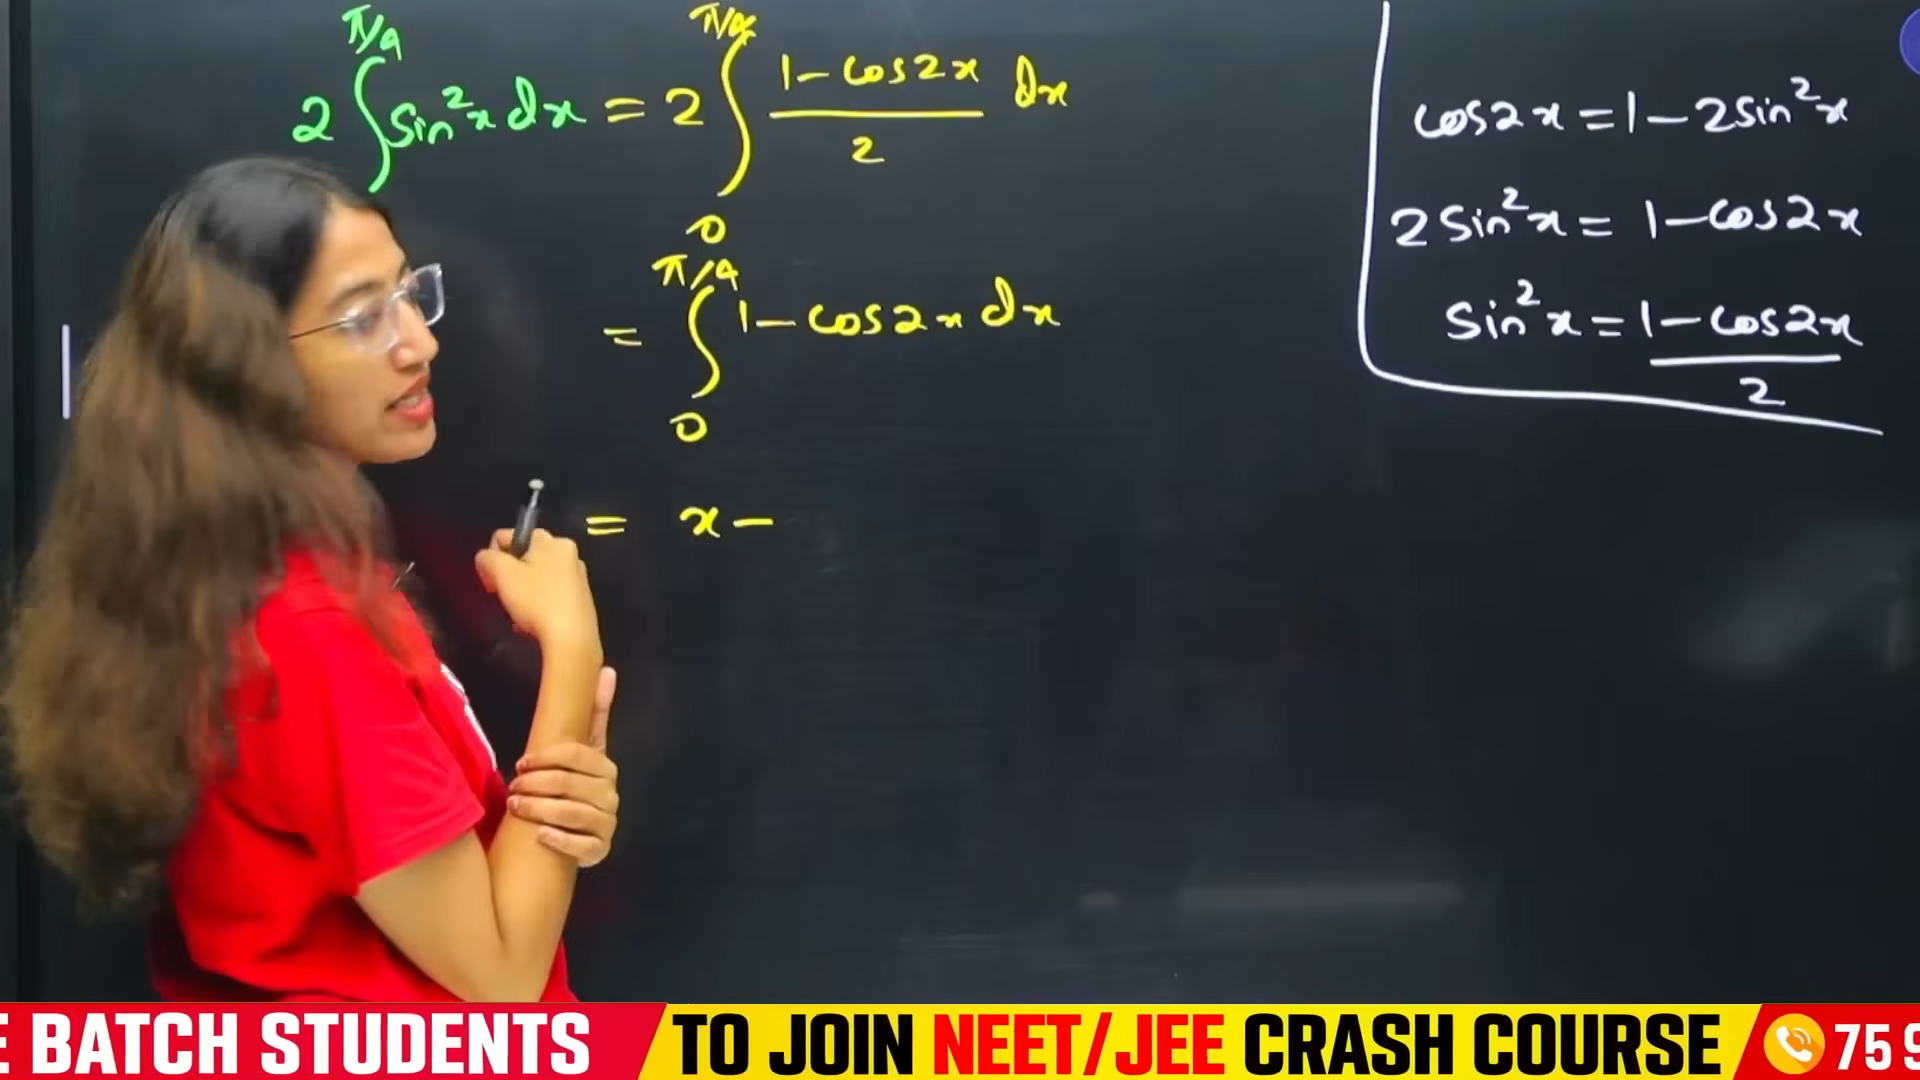 2 ∫ sin²x dx = 2 ∫₀^π/4 (1 - cos2x)/2 dx
π/4
= ∫₀^π/4 1 - cos2x dx
= x -
cos2x = 1 - 2sin²x
2sin²x = 1 - cos2x
sin²x = (1 - cos2x)/2
E BATCH STUDENTS TO JOIN NEET/JEE CRASH COURSE 759